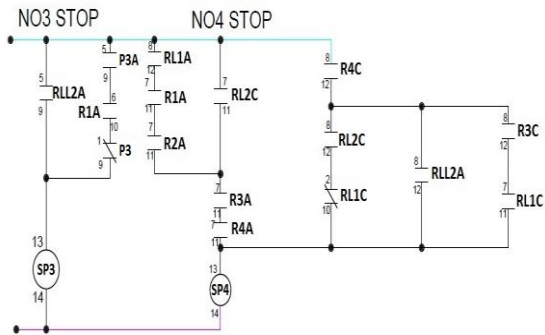 NO3 STOP
NO4 STOP
5
RLL2A
9
5
P3A
9
6
R1A
10
1
P3
9
8
RL1A
12
7
R1A
11
7
R2A
11
7
RL2C
11
7
R3A
11
7
R4A
11
8
R4C
12
8
RL2C
12
2
RL1C
10
8
RLL2A
12
8
R3C
12
7
RL1C
11
13
SP3
14
13
SP4
14